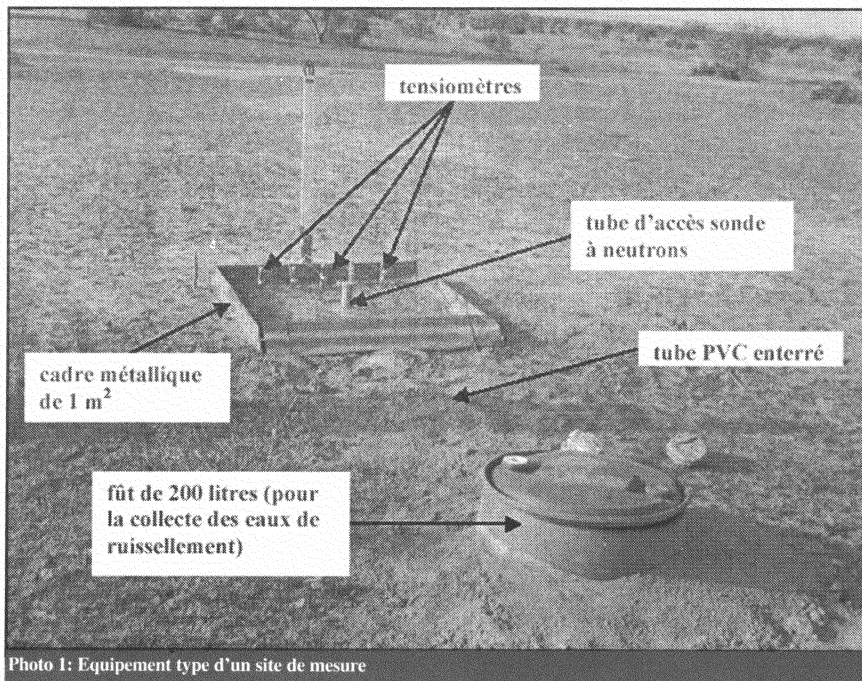 tensiomètres
tube d'accès sonde
à neutrons
tube PVC enterré
cadre métallique
de 1 m²
fût de 200 litres (pour
la collecte des eaux de
ruissellement)
Photo 1: Equipement type d'un site de mesure